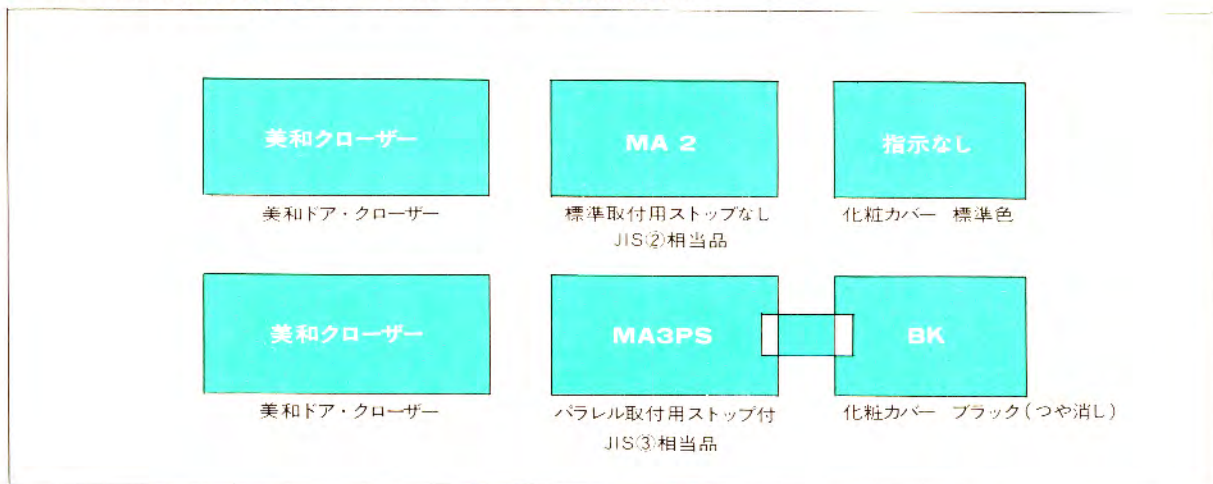 美和クローザー MA 2 指示なし
美和ドア・クローザー 標準取付用ストップなし 化粧カバー 標準色
JIS②相当品
美和クローザー MA3PS BK
美和ドア・クローザー パラレル取付用ストップ付 化粧カバー ブラック(つや消し)
JIS③相当品